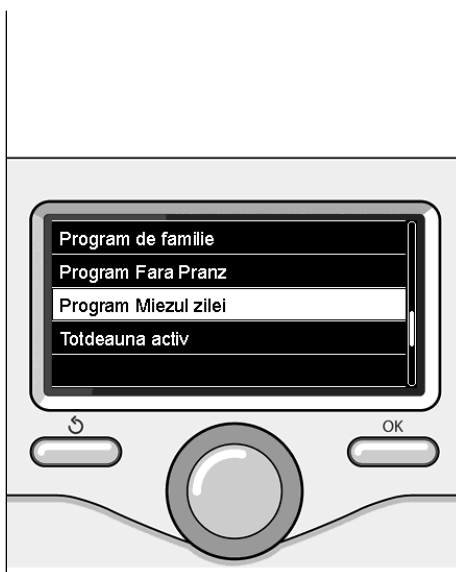 Program de familie
Program Fara Pranz
Program Miezul zilei
Totdeauna activ
OK